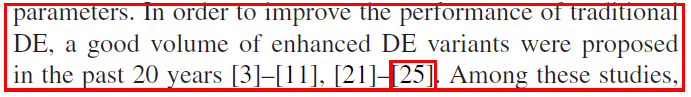 parameters. In order to improve the performance of traditional
DE, a good volume of enhanced DE variants were proposed
in the past 20 years [3]–[11], [21]–[25]. Among these studies,